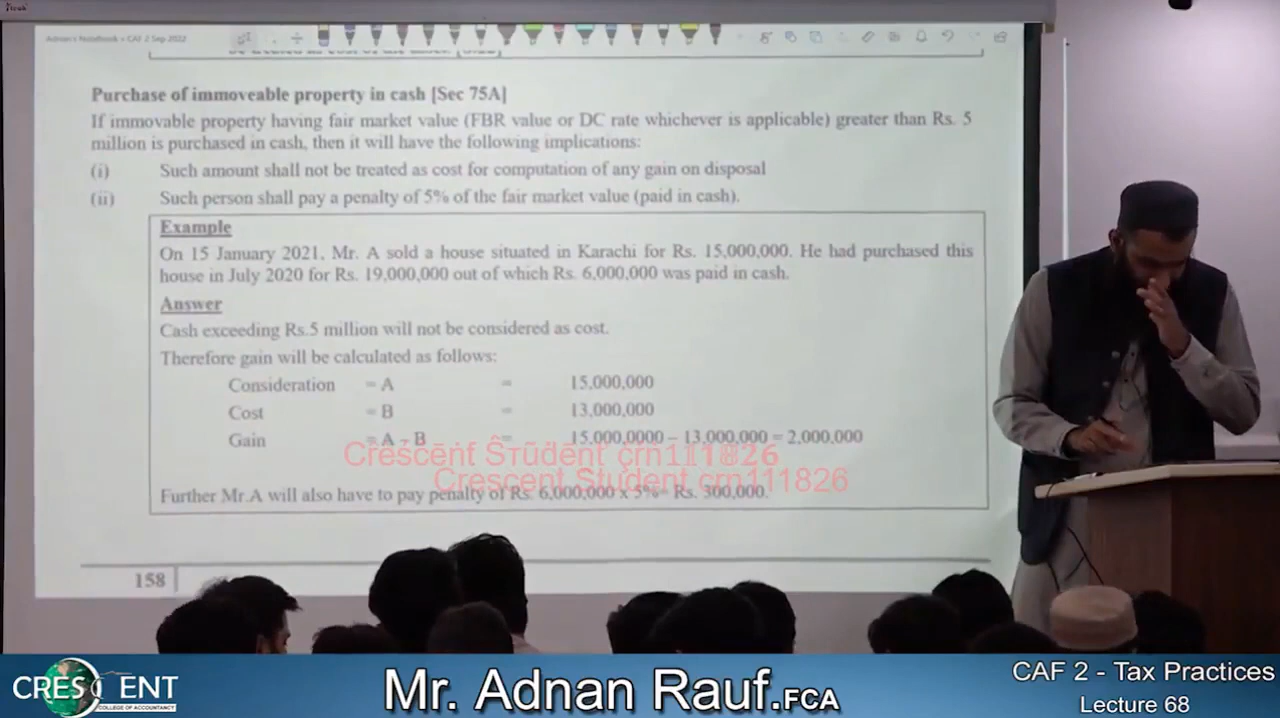 Adnan's Notebook » CAF 2 Sep-2022
Purchase of immoveable property in cash [Sec 75A]
If immovable property having fair market value (FBR value or DC rate whichever is applicable) greater than Rs. 5
million is purchased in cash, then it will have the following implications:
(i) Such amount shall not be treated as cost for computation of any gain on disposal
(ii) Such person shall pay a penalty of 5% of the fair market value (paid in cash).
Example
On 15 January 2021, Mr. A sold a house situated in Karachi for Rs. 15,000,000. He had purchased this
house in July 2020 for Rs. 19,000,000 out of which Rs. 6,000,000 was paid in cash.
Answer
Cash exceeding Rs.5 million will not be considered as cost.
Therefore gain will be calculated as follows:
Consideration = A = 15,000,000
Cost = B = 13,000,000
Gain = A - B = 15,000,0000 – 13,000,000 = 2,000,000
Crescent Student crn111826
Crescent Student crn111826
Further Mr.A will also have to pay penalty of Rs. 6,000,000 x 5%= Rs. 300,000.
158
CRESCENT
COLLEGE OF ACCOUNTANCY
Mr. Adnan Rauf.FCA
CAF 2 - Tax Practices
Lecture 68